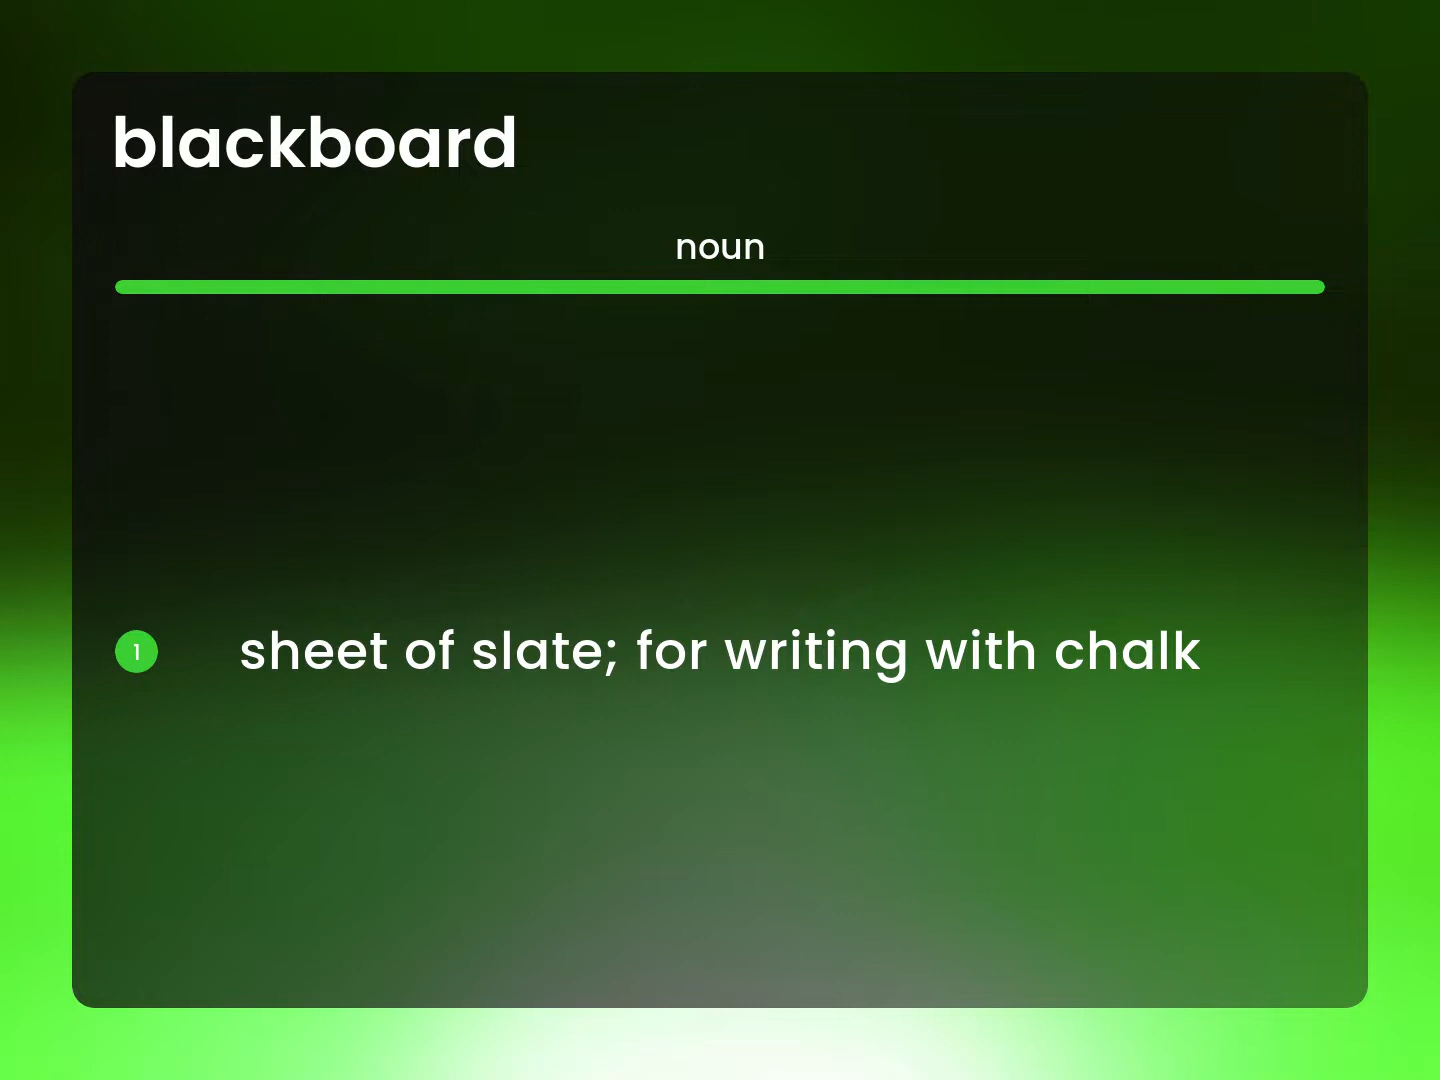 blackboard
noun
1 sheet of slate; for writing with chalk